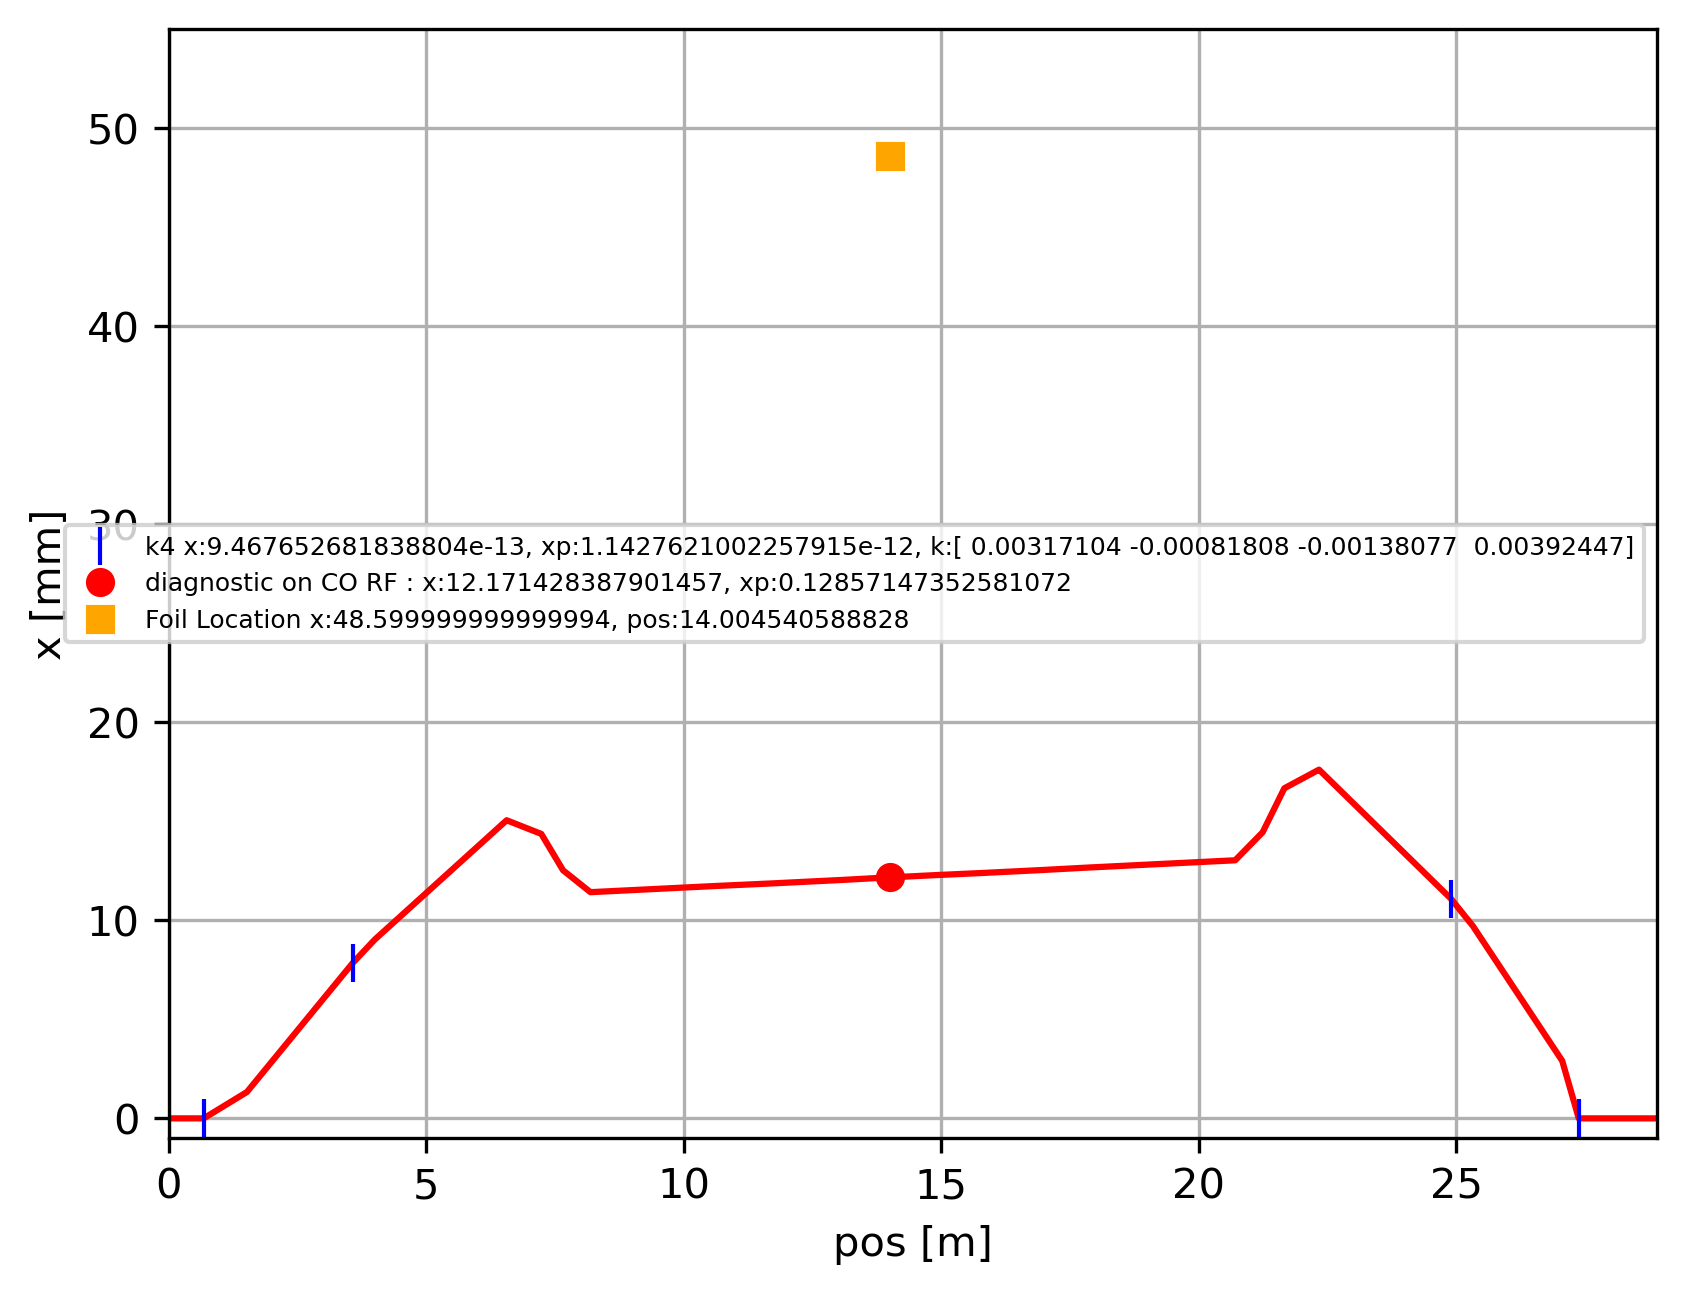 50
40
30
20
10
0
x [mm]
k4 x:9.467652681838804e-13, xp:1.1427621002257915e-12, k:[ 0.00317104 -0.00081808 -0.00138077  0.00392447]
diagnostic on CO RF : x:12.171428387901457, xp:0.12857147352581072
Foil Location x:48.599999999999994, pos:14.004540588828
0 5 10 15 20 25
pos [m]